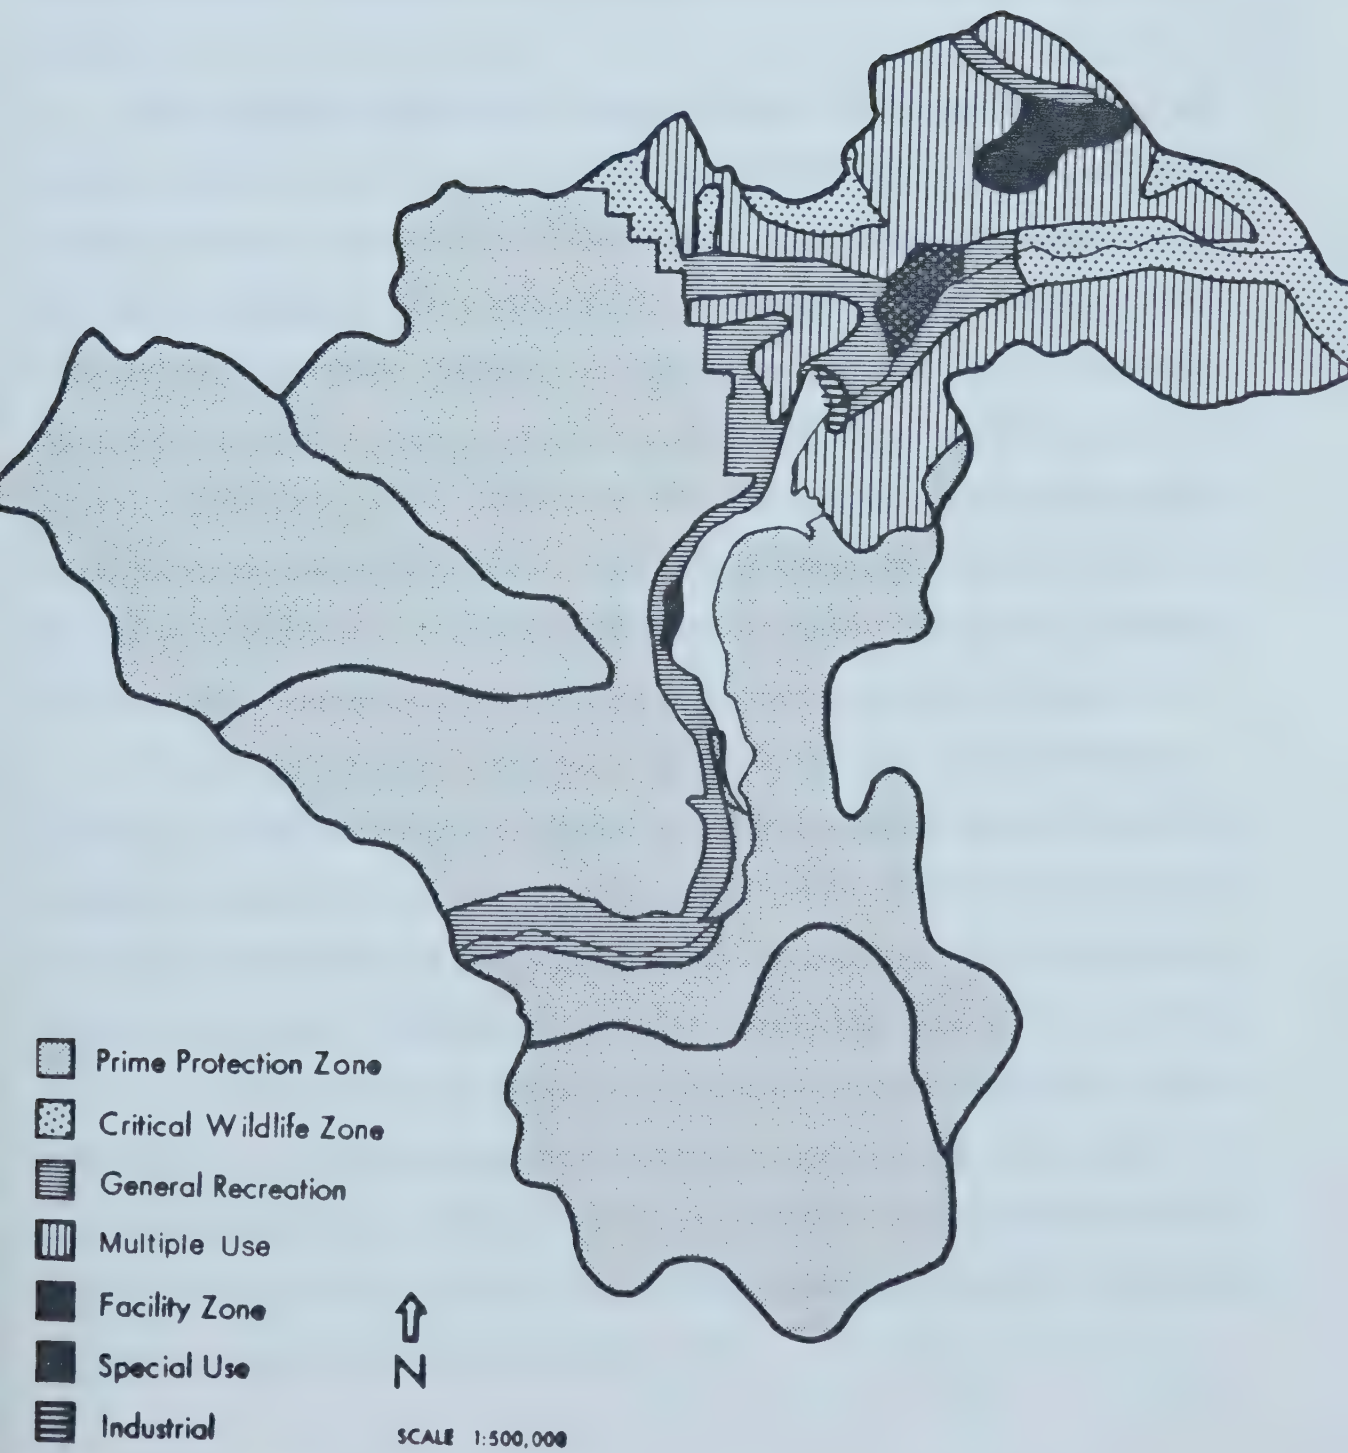 Prime Protection Zone
Critical Wildlife Zone
General Recreation
Multiple Use
Facility Zone
Special Use
Industrial
N
SCALE 1:500,000